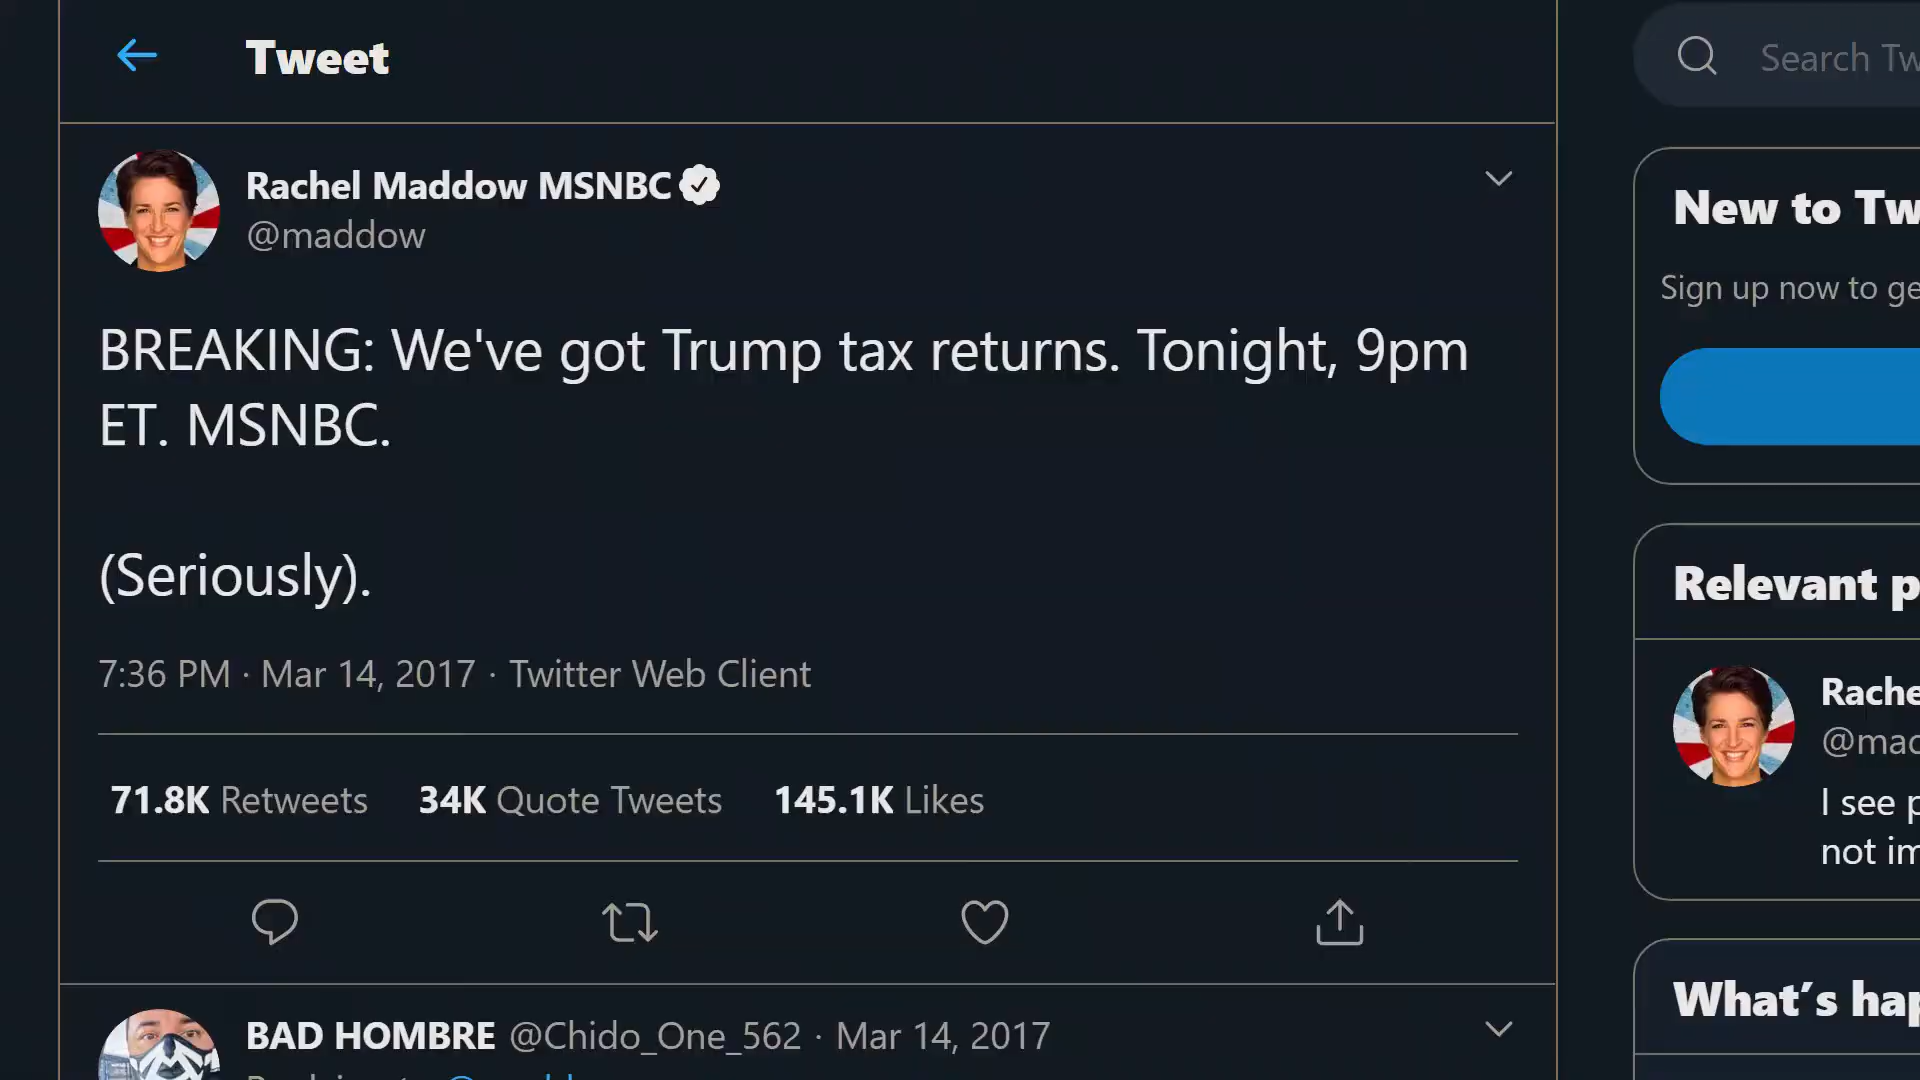 Tweet
Search Tw
Rachel Maddow MSNBC
@maddow
New to Tw
Sign up now to ge
BREAKING: We've got Trump tax returns. Tonight, 9pm
ET. MSNBC.
(Seriously).
7:36 PM · Mar 14, 2017 · Twitter Web Client
71.8K Retweets 34K Quote Tweets 145.1K Likes
Relevant p
Rache
@mad
I see p
not im
What's hap
BAD HOMBRE @Chido_One_562 · Mar 14, 2017